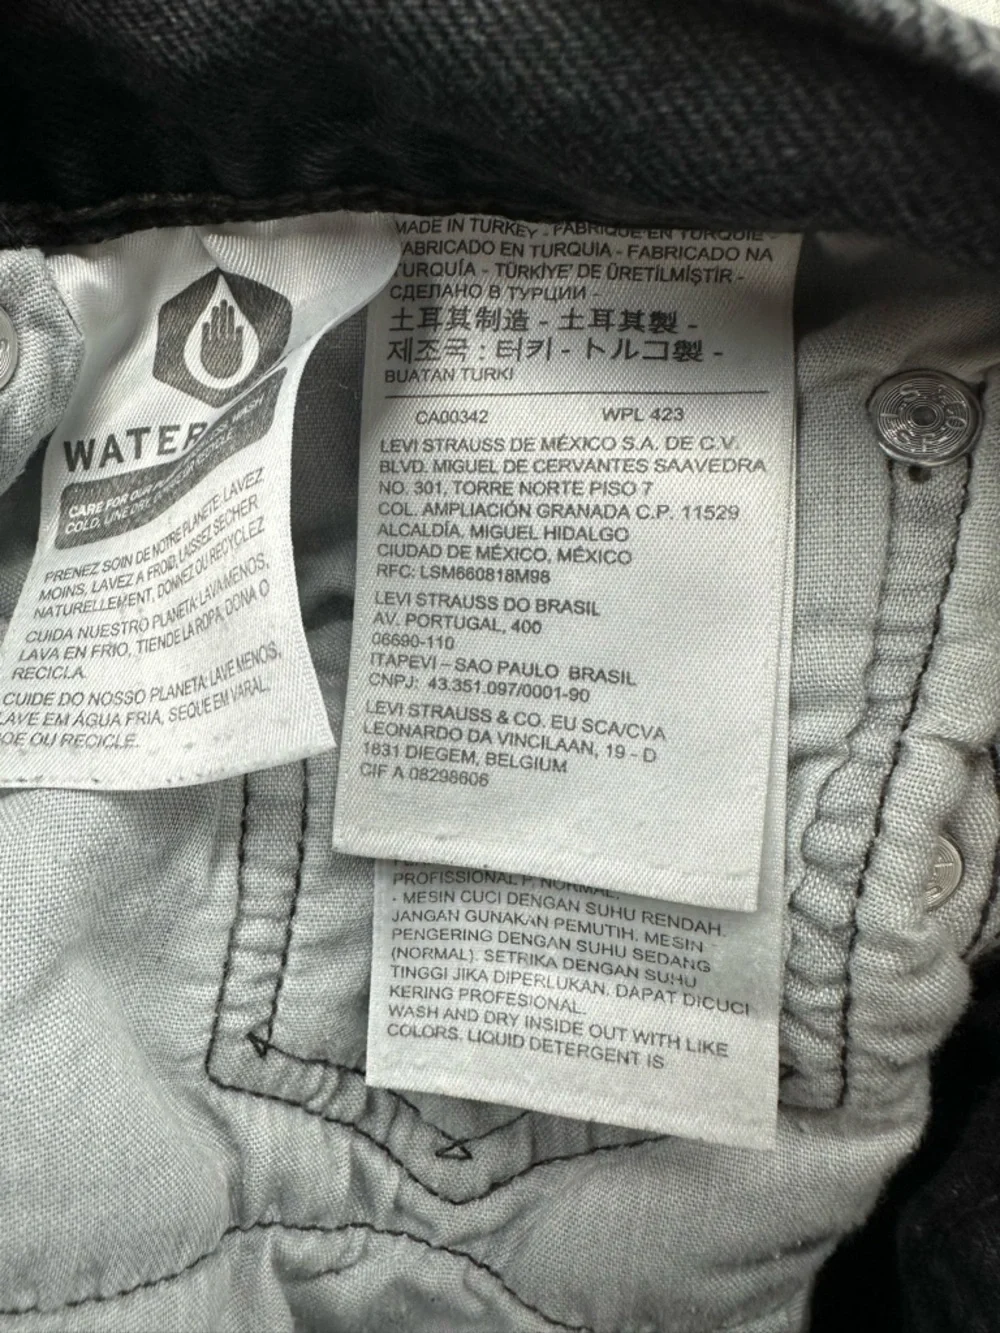 WATER
CARE FOR OUR
COLD, LINE DRY,
PRENEZ SOIN DE NOTRE PLANETE: LAVEZ
MOINS, LAVEZ A FROID, LAISSEZ SECHER
NATURELLEMENT, DONNEZ OU RECYCLEZ
CUIDA NUESTRO PLANETA: LAVA MENOS,
LAVA EN FRIO, TIENDE LA ROPA, DONA O
RECICLA.
CUIDE DO NOSSO PLANETA: LAVE MENOS,
LAVE EM ÁGUA FRIA, SEQUE EM VARAL,
DOE OU RECICLE.
MADE IN TURKEY - FABRIQUE EN TURQUIE -
FABRICADO EN TURQUIA - FABRICADO NA
TURQUÍA - TÜRKİYE' DE ÜRETİLMİŞTİR -
СДЕЛАНО В ТУРЦИИ -
土耳其制造 - 土耳其製 -
제조국 : 터키 - トルコ製 -
BUATAN TURKI
CA00342 WPL 423
LEVI STRAUSS DE MÉXICO S.A. DE C.V.
BLVD. MIGUEL DE CERVANTES SAAVEDRA
NO. 301, TORRE NORTE PISO 7
COL. AMPLIACIÓN GRANADA C.P. 11529
ALCALDÍA, MIGUEL HIDALGO
CIUDAD DE MÉXICO, MÉXICO
RFC: LSM660818M98
LEVI STRAUSS DO BRASIL
AV. PORTUGAL, 400
06690-110
ITAPEVI – SAO PAULO BRASIL
CNPJ: 43.351.097/0001-90
LEVI STRAUSS & CO. EU SCA/CVA
LEONARDO DA VINCILAAN, 19 - D
1831 DIEGEM, BELGIUM
CIF A 08298606
PROFISSIONAL P, NORMAL.
• MESIN CUCI DENGAN SUHU RENDAH.
JANGAN GUNAKAN PEMUTIH. MESIN
PENGERING DENGAN SUHU SEDANG
(NORMAL). SETRIKA DENGAN SUHU
TINGGI JIKA DIPERLUKAN. DAPAT DICUCI
KERING PROFESIONAL.
WASH AND DRY INSIDE OUT WITH LIKE
COLORS. LIQUID DETERGENT IS